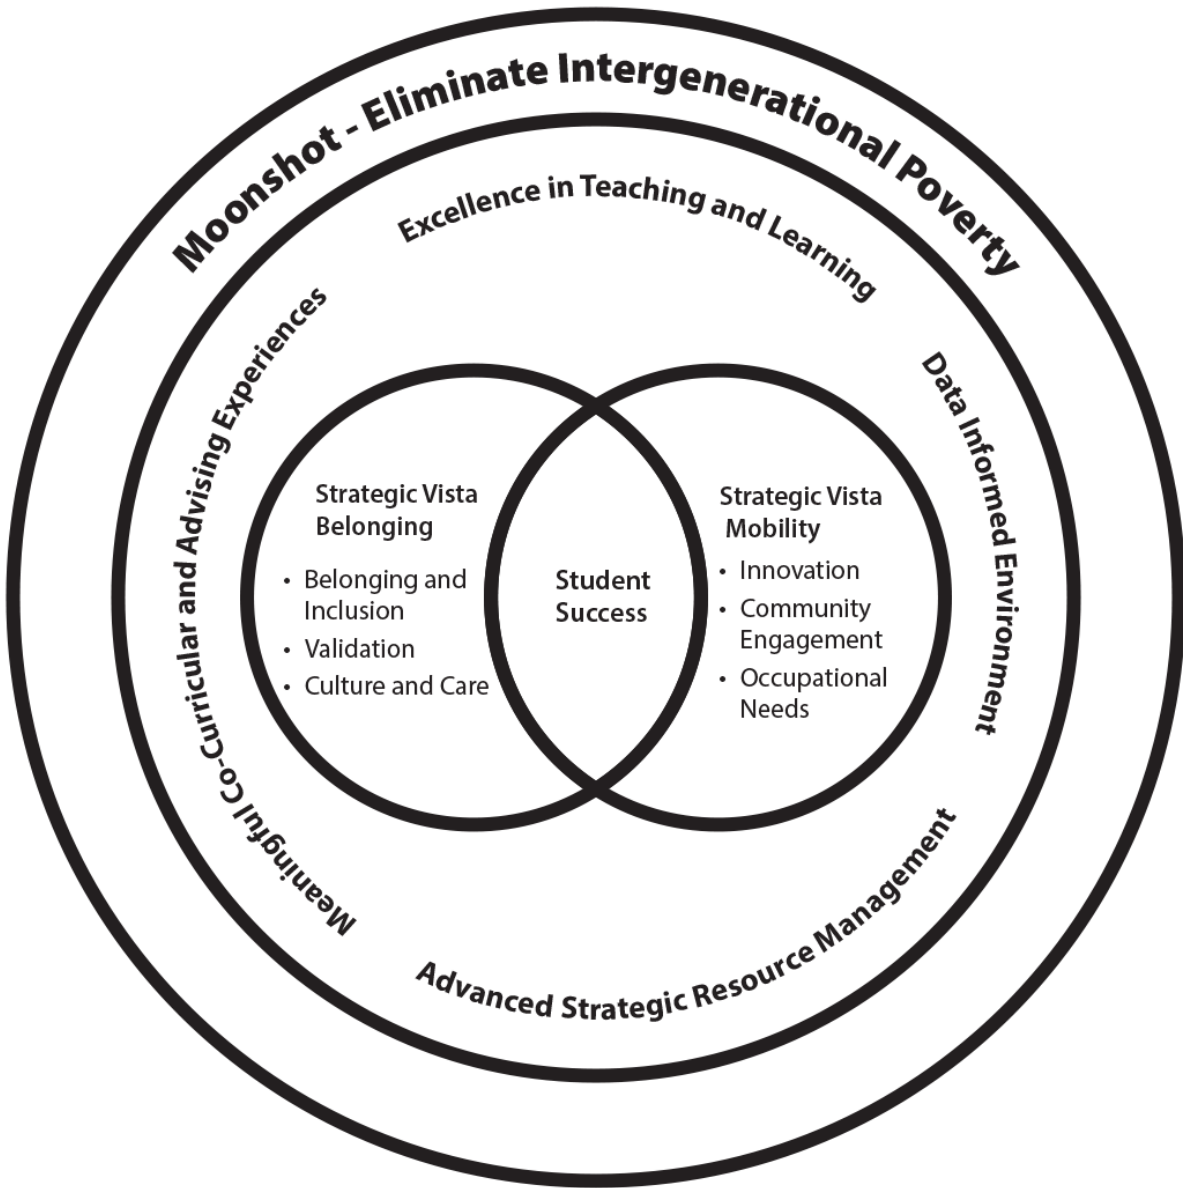 Moonshot - Eliminate Intergenerational Poverty
Excellence in Teaching and Learning
Meaningful Co-Curricular and Advising Experiences
Data Informed Environment
Strategic Vista
Belonging
• Belonging and
Inclusion
• Validation
• Culture and Care
Student
Success
Strategic Vista
Mobility
• Innovation
• Community
Engagement
• Occupational
Needs
Advanced Strategic Resource Management